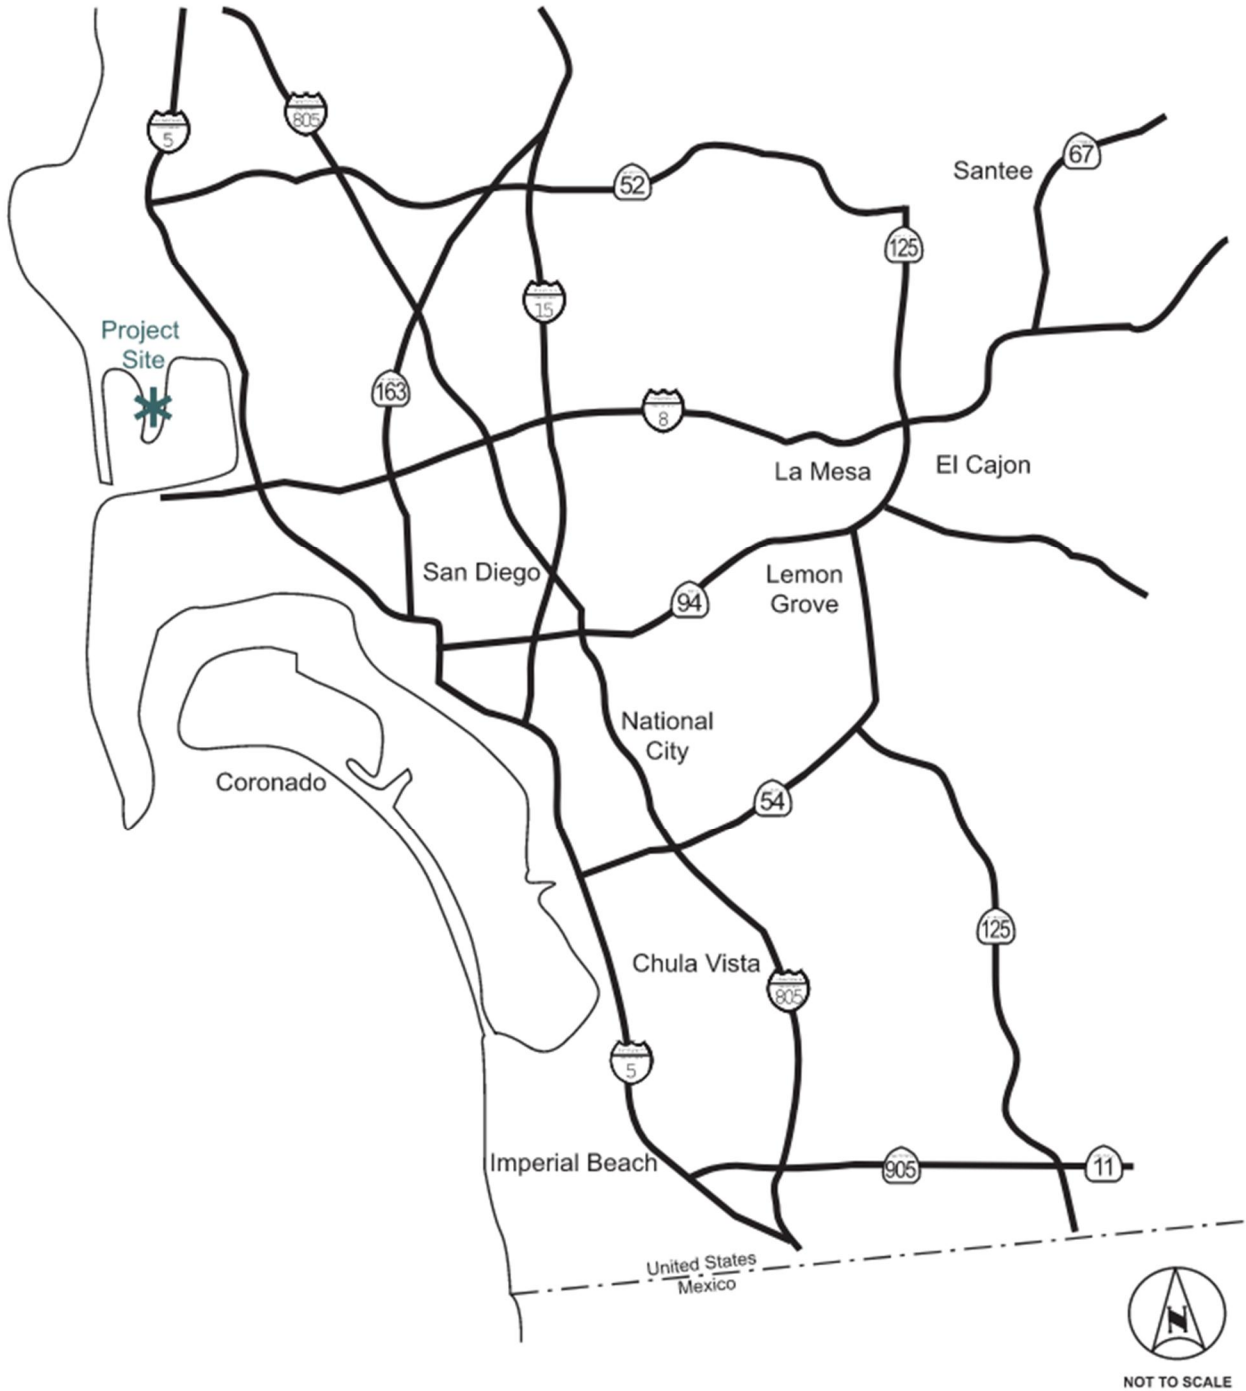 5
805
67
Santee
52
125
15
Project
Site
163
8
La Mesa
El Cajon
San Diego
Lemon
Grove
94
National
City
Coronado
54
125
Chula Vista
805
5
Imperial Beach
905
11
United States
Mexico
N
NOT TO SCALE